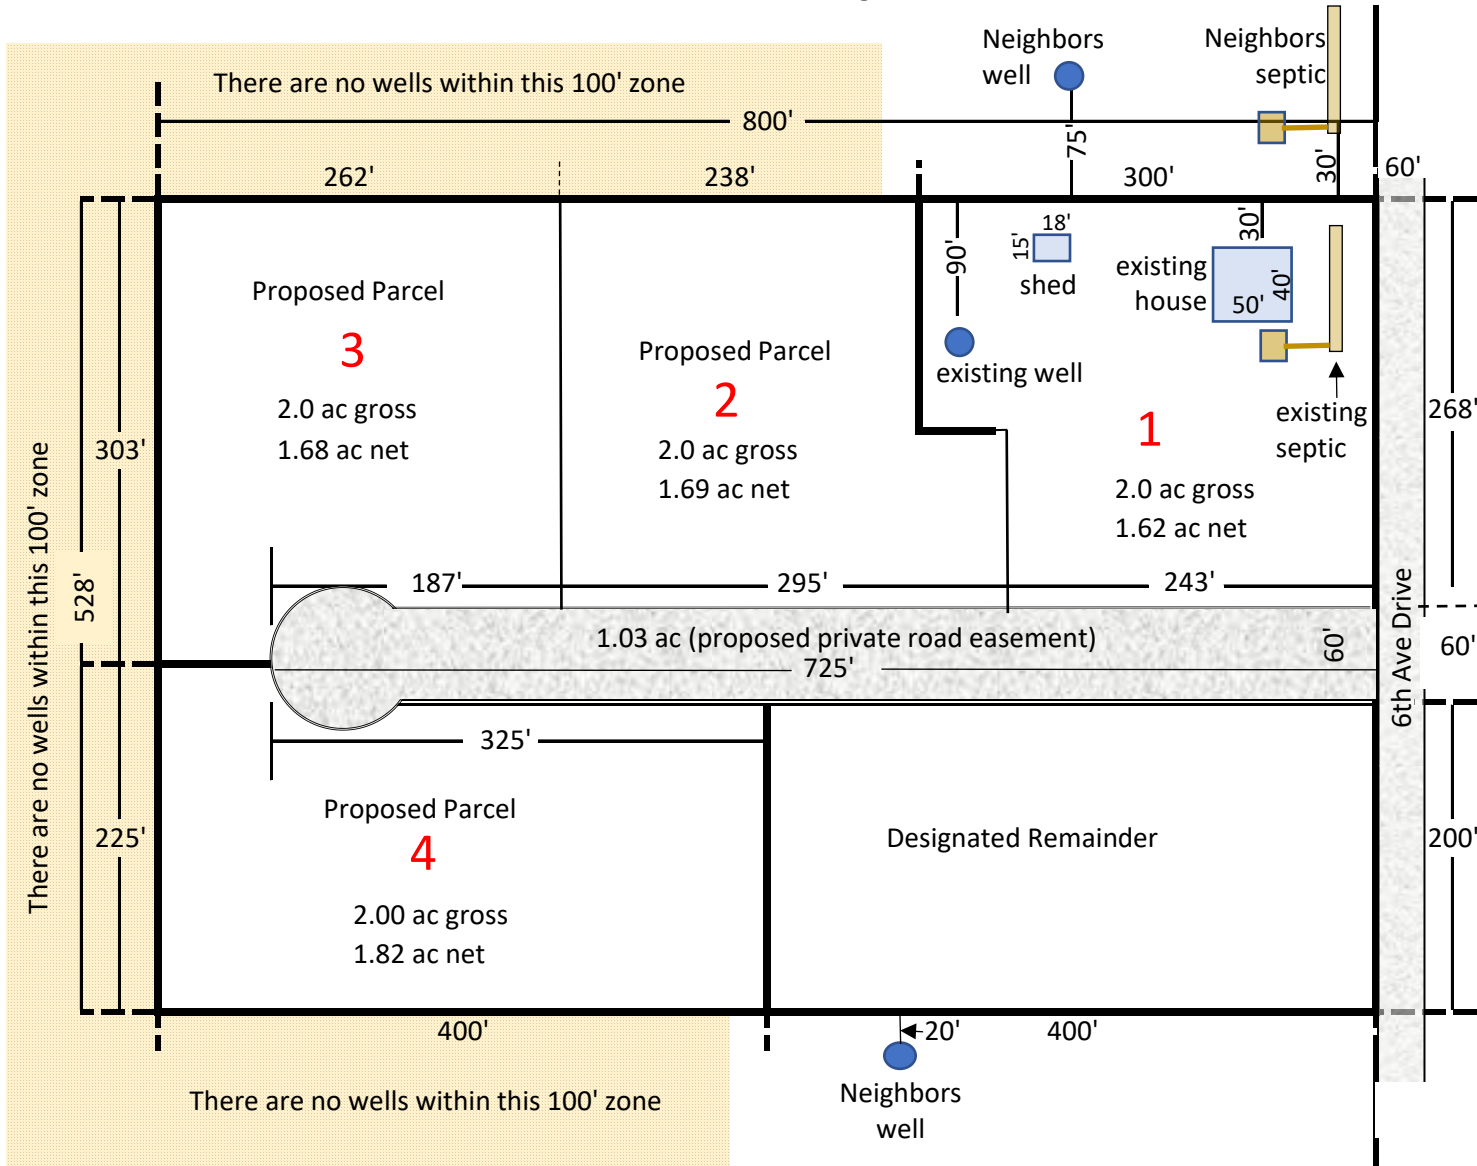 Neighbors
well
Neighbors
septic
There are no wells within this 100' zone
800'
75'
30'
262'
238'
300'
60'
Proposed Parcel
3
2.0 ac gross
1.68 ac net
Proposed Parcel
2
2.0 ac gross
1.69 ac net
90'
existing well
18'
15'
shed
30'
existing
house
50'
40'
1
2.0 ac gross
1.62 ac net
existing
septic
268'
303'
There are no wells within this 100' zone
528'
187'
295'
243'
1.03 ac (proposed private road easement)
725'
60'
6th Ave Drive
60'
325'
Proposed Parcel
4
2.00 ac gross
1.82 ac net
Designated Remainder
225'
200'
400'
20'
400'
There are no wells within this 100' zone
Neighbors
well